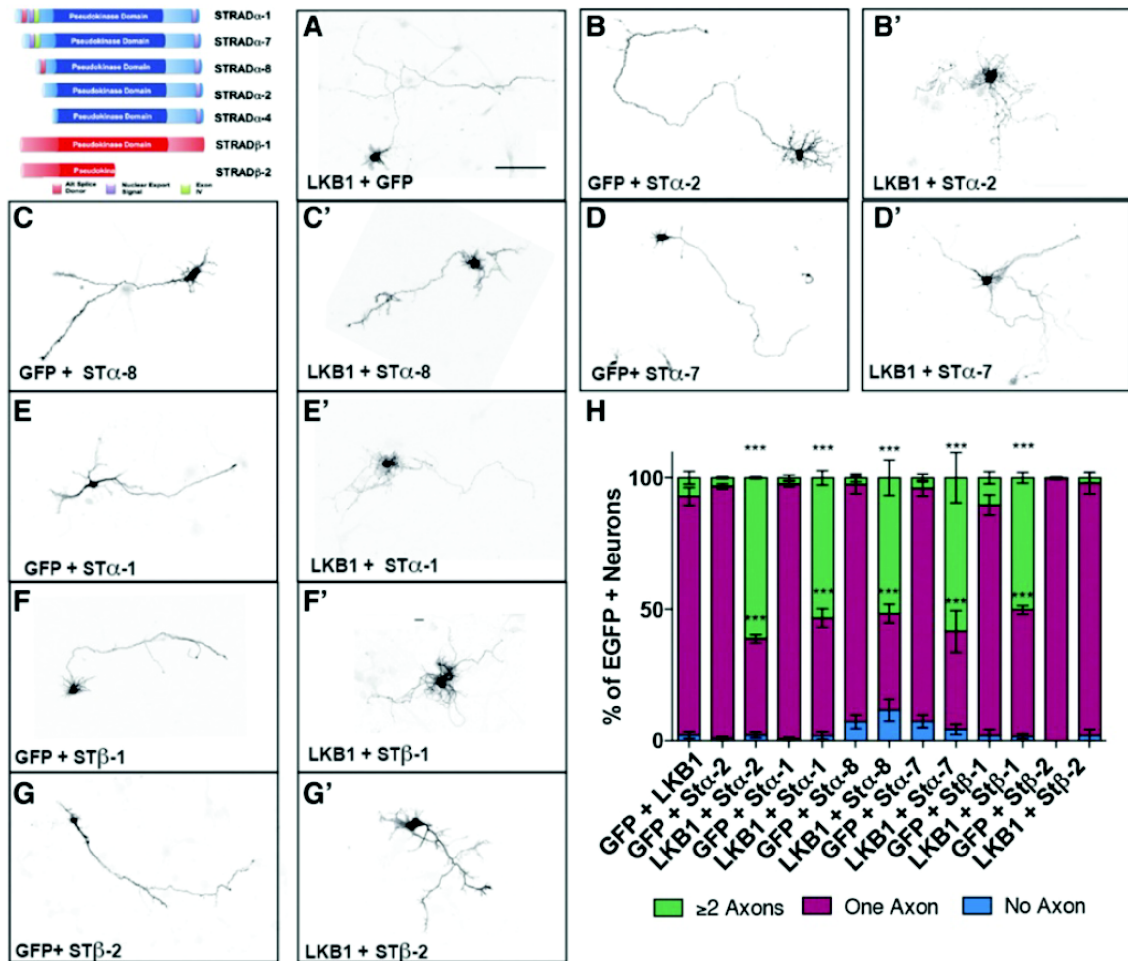 Pseudokinase Domain STRADα-1
Pseudokinase Domain STRADα-7
Pseudokinase Domain STRADα-8
Pseudokinase Domain STRADα-2
Pseudokinase Domain STRADα-4
Pseudokinase Domain STRADβ-1
Pseudokina STRADβ-2
Alt Splice Donor
Nuclear Export Signal
Exon IV
A
LKB1 + GFP
B
GFP + STα-2
B'
LKB1 + STα-2
C
GFP + STα-8
C'
LKB1 + STα-8
D
GFP+ STα-7
D'
LKB1 + STα-7
E
GFP + STα-1
E'
LKB1 + STα-1
F
GFP + STβ-1
F'
LKB1 + STβ-1
G
GFP+ STβ-2
G'
LKB1 + STβ-2
H
% of EGFP + Neurons
100
50
0
*** *** *** *** ***
*** *** *** *** ***
GFP + LKB1
GFP + Stα-2
LKB1 + Stα-2
GFP + Stα-1
LKB1 + Stα-1
GFP + Stα-8
LKB1 + Stα-8
GFP + Stα-7
LKB1 + Stα-7
GFP + Stβ-1
LKB1 + Stβ-1
GFP + Stβ-2
LKB1 + Stβ-2
≥2 Axons One Axon No Axon